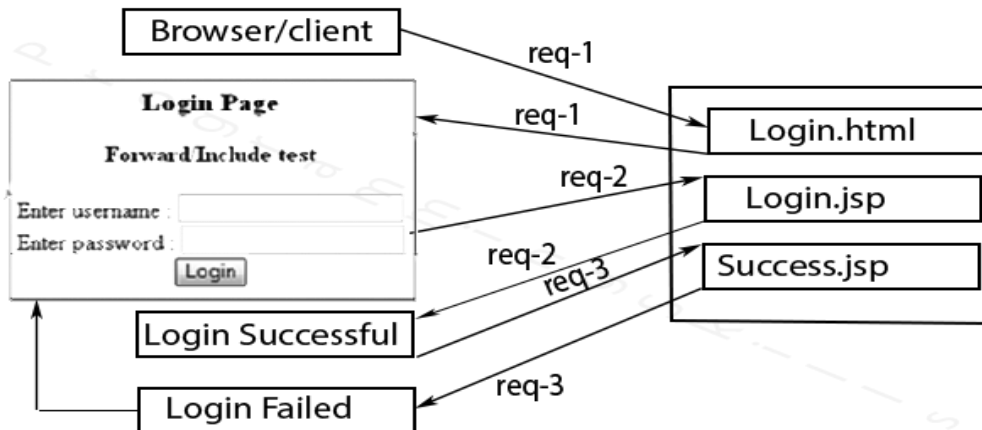 Browser/client
req-1
Login Page
req-1
Login.html
Forward/Include test
req-2
Login.jsp
Enter username :
Enter password :
req-2
req-3
Success.jsp
Login
Login Successful
req-3
Login Failed